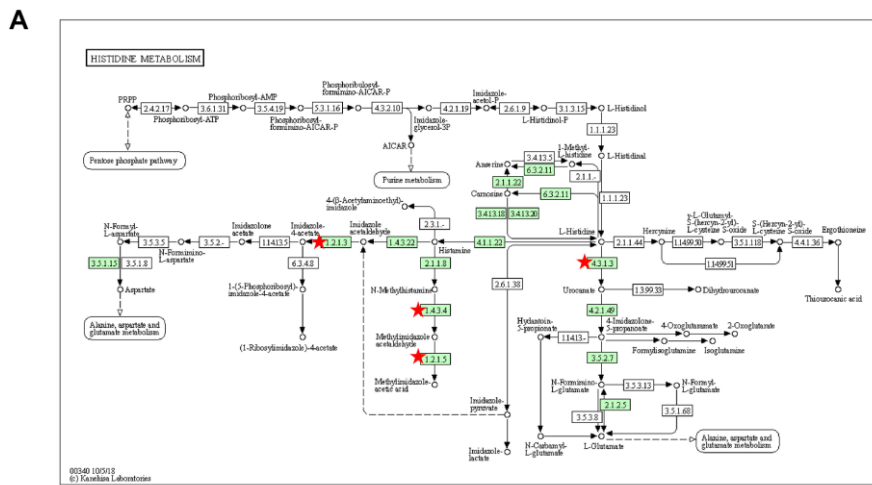 A
HISTIDINE METABOLISM
Phosphoribosyl-AMP
Phosphoribulosyl-
formimino-AICAR-P
Imidazole-
acetol-P
PRPP
2.4.2.17
3.6.1.31
3.5.4.19
5.3.1.16
4.3.2.10
4.2.1.19
2.6.1.9
3.1.3.15
L-Histidinol
Phosphoribosyl-ATP
Phosphoribosyl-
formimino-AICAR-P
Imidazole-
glycerol-3P
L-Histidinol-P
1.1.1.23
AICAR
Pentose phosphate pathway
Purine metabolism
Anserine
3.4.13.5
6.3.2.11
1-Methyl-
L-histidine
L-Histidinal
2.1.1.22
2.1.1.-
Carnosine
6.3.2.11
1.1.1.23
3.4.13.18
3.4.13.20
4-(β-Acetylaminoethyl)-
imidazole
2.3.1.-
N-Formyl-
L-aspartate
Imidazolone
acetate
Imidazole-
4-acetate
Imidazole
acetaldehyde
L-Histidine
Hercynine
γ-L-Glutamyl-
S-(hercyn-2-yl)-
L-cysteine S-oxide
S-(Hercyn-2-yl)-
L-cysteine S-oxide
Ergothioneine
3.5.3.5
3.5.2.-
1.14.13.5
1.2.1.3
1.4.3.22
Histamine
4.1.1.22
2.1.1.44
1.14.99.50
3.5.1.118
4.4.1.36
N-Formimino-
L-aspartate
1.14.99.51
3.5.1.15
3.5.1.8
6.3.4.8
2.1.1.8
4.3.1.3
2.6.1.38
Aspartate
1-(5-Phosphoribosyl)-
imidazole-4-acetate
N-Methylhistamine
Urocanate
1.3.99.33
Dihydrourocanate
Thiourocanic acid
1.4.3.4
4.2.1.49
Alanine, aspartate and
glutamate metabolism
(1-Ribosylimidazole)-4-acetate
Methylimidazole
acetaldehyde
Hydantoin-
5-propionate
4-Imidazolone-
5-propanoate
4-Oxoglutaramate
2-Oxoglutarate
1.14.13.-
Formylisoglutamine
Isoglutamine
1.2.1.5
3.5.2.7
Methylimidazole-
acetic acid
N-Formimino-
L-glutamate
3.5.3.13
N-Formyl-L-
glutamate
Imidazole-
pyruvate
2.1.2.5
3.5.3.8
3.5.1.68
Imidazole-
lactate
N-Carbamyl-
L-glutamate
L-Glutamate
Alanine, aspartate and
glutamate metabolism
00340 10/5/18
(c) Kanehisa Laboratories